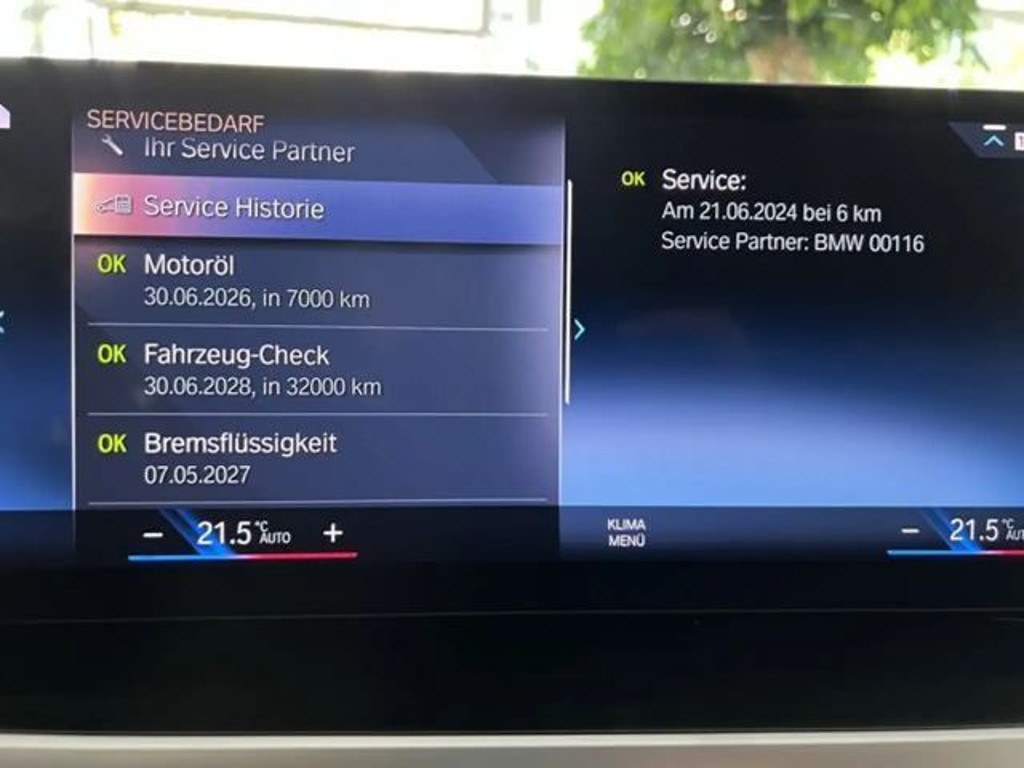 SERVICEBEDARF
Ihr Service Partner
Service Historie
OK Motoröl
30.06.2026, in 7000 km
OK Fahrzeug-Check
30.06.2028, in 32000 km
OK Bremsflüssigkeit
07.05.2027
OK Service:
Am 21.06.2024 bei 6 km
Service Partner: BMW 00116
− 21.5 °C AUTO +
KLIMA
MENÜ
− 21.5 °C